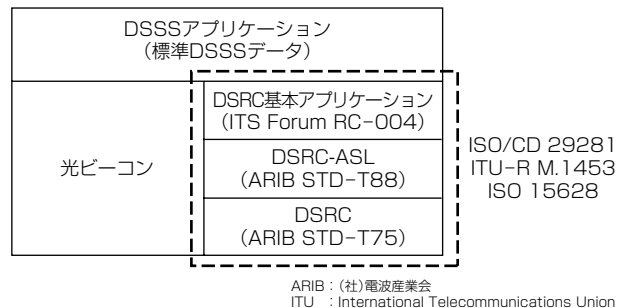 DSSSアプリケーション
（標準DSSSデータ）
光ビーコン
DSRC基本アプリケーション
（ITS Forum RC-004）
DSRC-ASL
（ARIB STD-T88）
DSRC
（ARIB STD-T75）
ISO/CD 29281
ITU-R M.1453
ISO 15628
ARIB：(社)電波産業会
ITU ：International Telecommunications Union